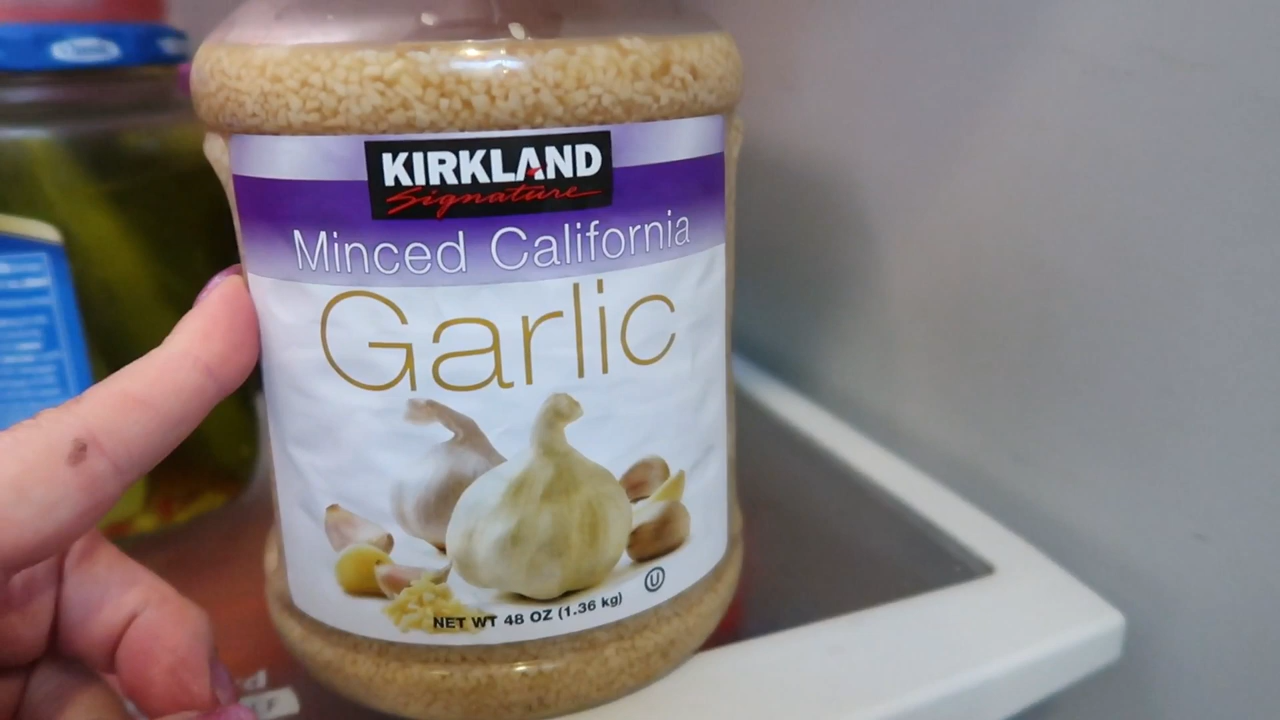 KIRKLAND
Signature
Minced California
Garlic
U
NET WT 48 OZ (1.36 kg)